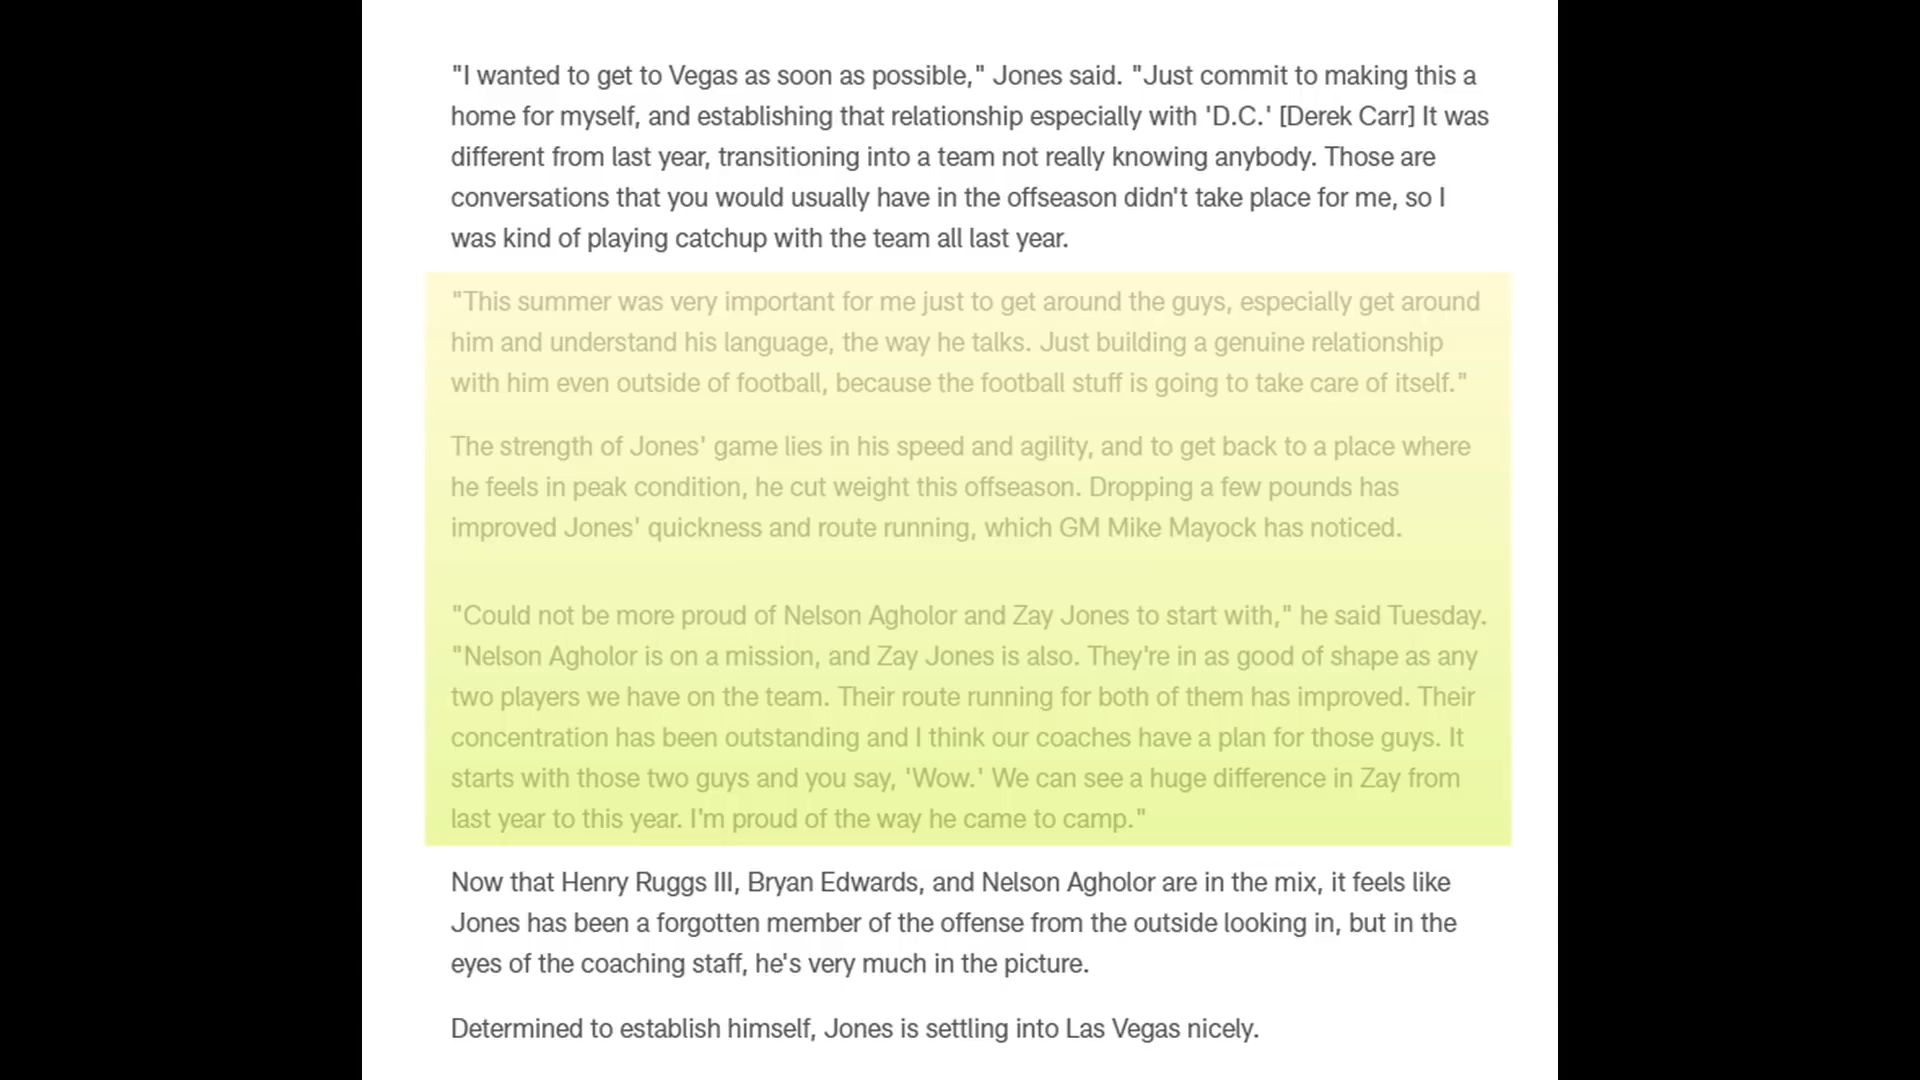 "I wanted to get to Vegas as soon as possible," Jones said. "Just commit to making this a
home for myself, and establishing that relationship especially with 'D.C.' [Derek Carr] It was
different from last year, transitioning into a team not really knowing anybody. Those are
conversations that you would usually have in the offseason didn't take place for me, so I
was kind of playing catchup with the team all last year.
"This summer was very important for me just to get around the guys, especially get around
him and understand his language, the way he talks. Just building a genuine relationship
with him even outside of football, because the football stuff is going to take care of itself."
The strength of Jones' game lies in his speed and agility, and to get back to a place where
he feels in peak condition, he cut weight this offseason. Dropping a few pounds has
improved Jones' quickness and route running, which GM Mike Mayock has noticed.
"Could not be more proud of Nelson Agholor and Zay Jones to start with," he said Tuesday.
"Nelson Agholor is on a mission, and Zay Jones is also. They're in as good of shape as any
two players we have on the team. Their route running for both of them has improved. Their
concentration has been outstanding and I think our coaches have a plan for those guys. It
starts with those two guys and you say, 'Wow.' We can see a huge difference in Zay from
last year to this year. I'm proud of the way he came to camp."
Now that Henry Ruggs III, Bryan Edwards, and Nelson Agholor are in the mix, it feels like
Jones has been a forgotten member of the offense from the outside looking in, but in the
eyes of the coaching staff, he's very much in the picture.
Determined to establish himself, Jones is settling into Las Vegas nicely.